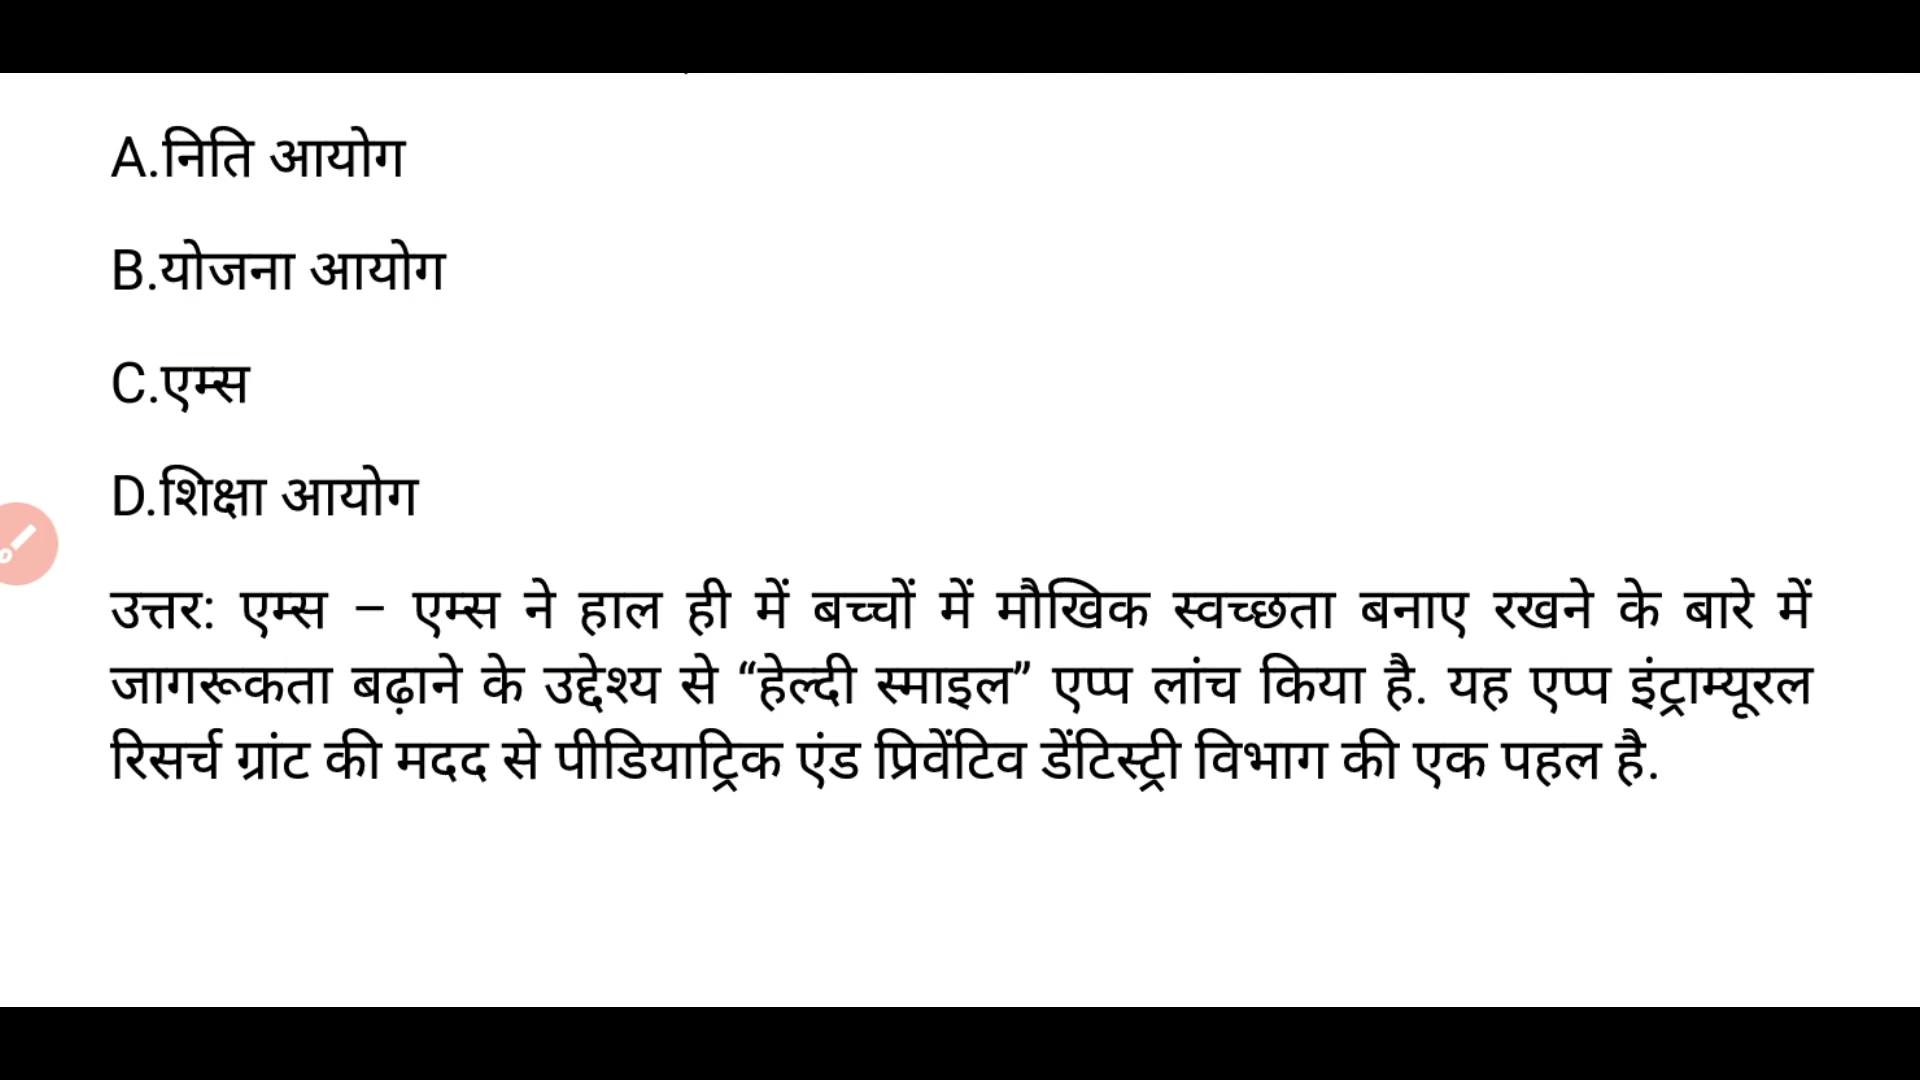 A.निति आयोग
B.योजना आयोग
C.एम्स
D.शिक्षा आयोग
उत्तर: एम्स – एम्स ने हाल ही में बच्चों में मौखिक स्वच्छता बनाए रखने के बारे में
जागरूकता बढ़ाने के उद्देश्य से “हेल्दी स्माइल” एप्प लांच किया है. यह एप्प इंट्राम्यूरल
रिसर्च ग्रांट की मदद से पीडियाट्रिक एंड प्रिवेंटिव डेंटिस्ट्री विभाग की एक पहल है.